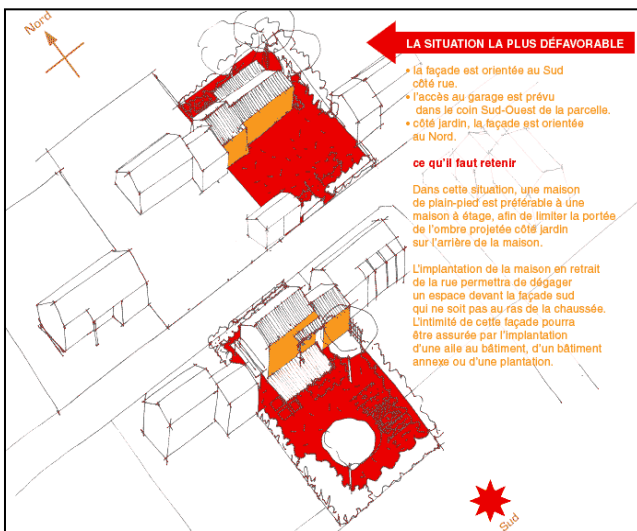 Nord
LA SITUATION LA PLUS DÉFAVORABLE
• la façade est orientée au Sud
côté rue.
• l'accès au garage est prévu
dans le coin Sud-Ouest de la parcelle.
• côté jardin, la façade est orientée
au Nord.
ce qu'il faut retenir
Dans cette situation, une maison
de plain-pied est préférable à une
maison à étage, afin de limiter la portée
de l'ombre projetée côté jardin
sur l'arrière de la maison.
L'implantation de la maison en retrait
de la rue permettra de dégager
un espace devant la façade sud
qui ne soit pas au ras de la chaussée.
L'intimité de cette façade pourra
être assurée par l'implantation
d'une aile au bâtiment, d'un bâtiment
annexe ou d'une plantation.
Sud